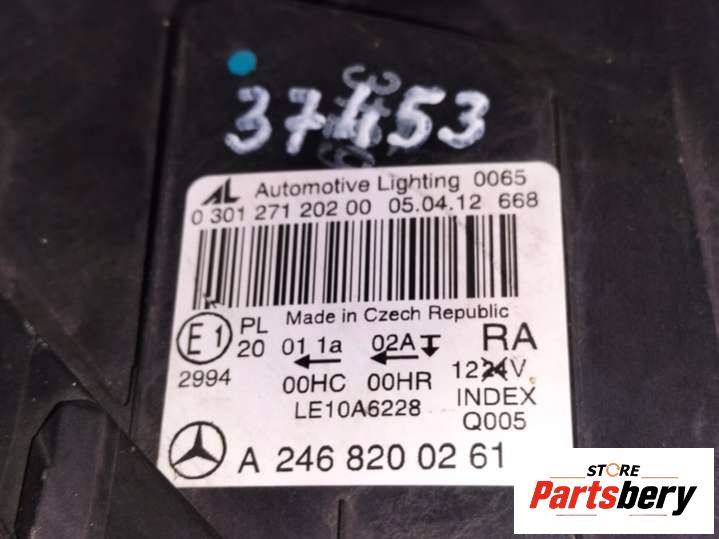 37453
AL Automotive Lighting 0065
0 301 271 202 00 05.04.12 668
Made in Czech Republic
E1 PL 20 01 1a 02A RA
2994 00HC 00HR 1224V
LE10A6228 INDEX
Q005
A 246 820 02 61
STORE
Partsbery